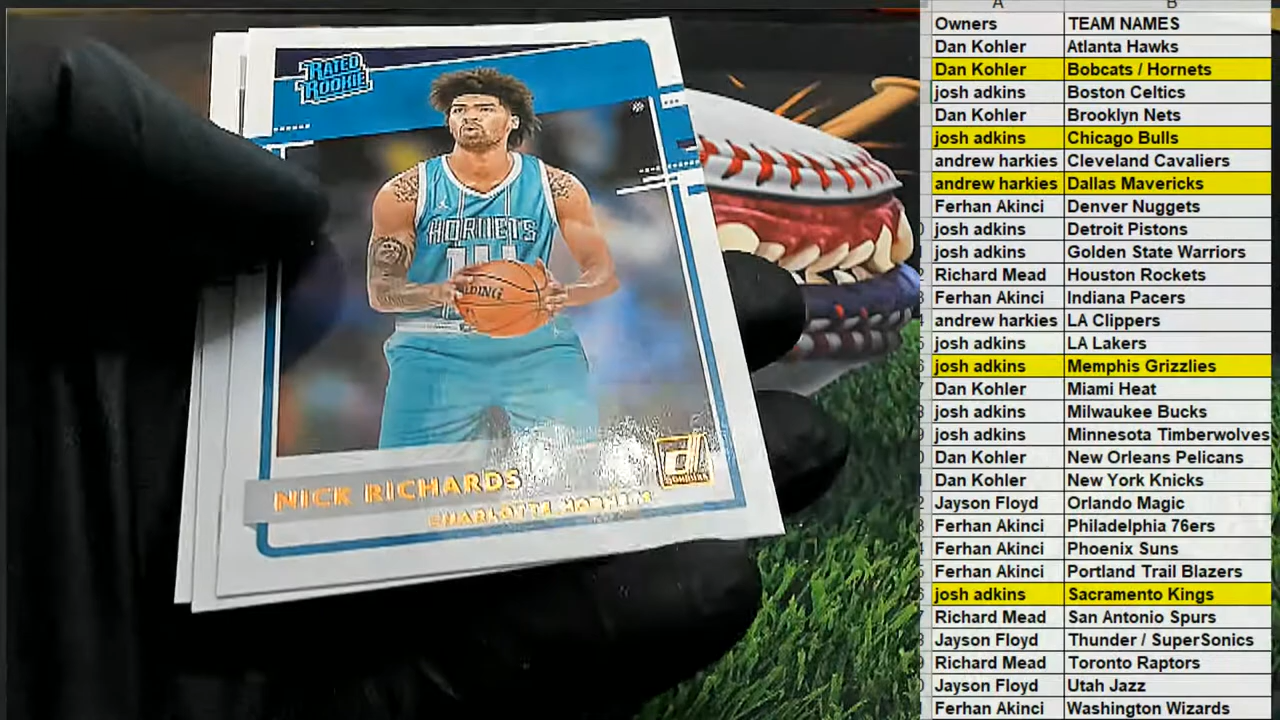 RATED
ROOKIE
HORNETS
NICK RICHARDS
CHARLOTTE HORNETS
DONRUSS
A B
Owners TEAM NAMES
Dan Kohler Atlanta Hawks
Dan Kohler Bobcats / Hornets
josh adkins Boston Celtics
Dan Kohler Brooklyn Nets
josh adkins Chicago Bulls
andrew harkies Cleveland Cavaliers
andrew harkies Dallas Mavericks
Ferhan Akinci Denver Nuggets
josh adkins Detroit Pistons
josh adkins Golden State Warriors
Richard Mead Houston Rockets
Ferhan Akinci Indiana Pacers
andrew harkies LA Clippers
josh adkins LA Lakers
josh adkins Memphis Grizzlies
Dan Kohler Miami Heat
josh adkins Milwaukee Bucks
josh adkins Minnesota Timberwolves
Dan Kohler New Orleans Pelicans
Dan Kohler New York Knicks
Jayson Floyd Orlando Magic
Ferhan Akinci Philadelphia 76ers
Ferhan Akinci Phoenix Suns
Ferhan Akinci Portland Trail Blazers
josh adkins Sacramento Kings
Richard Mead San Antonio Spurs
Jayson Floyd Thunder / SuperSonics
Richard Mead Toronto Raptors
Jayson Floyd Utah Jazz
Ferhan Akinci Washington Wizards